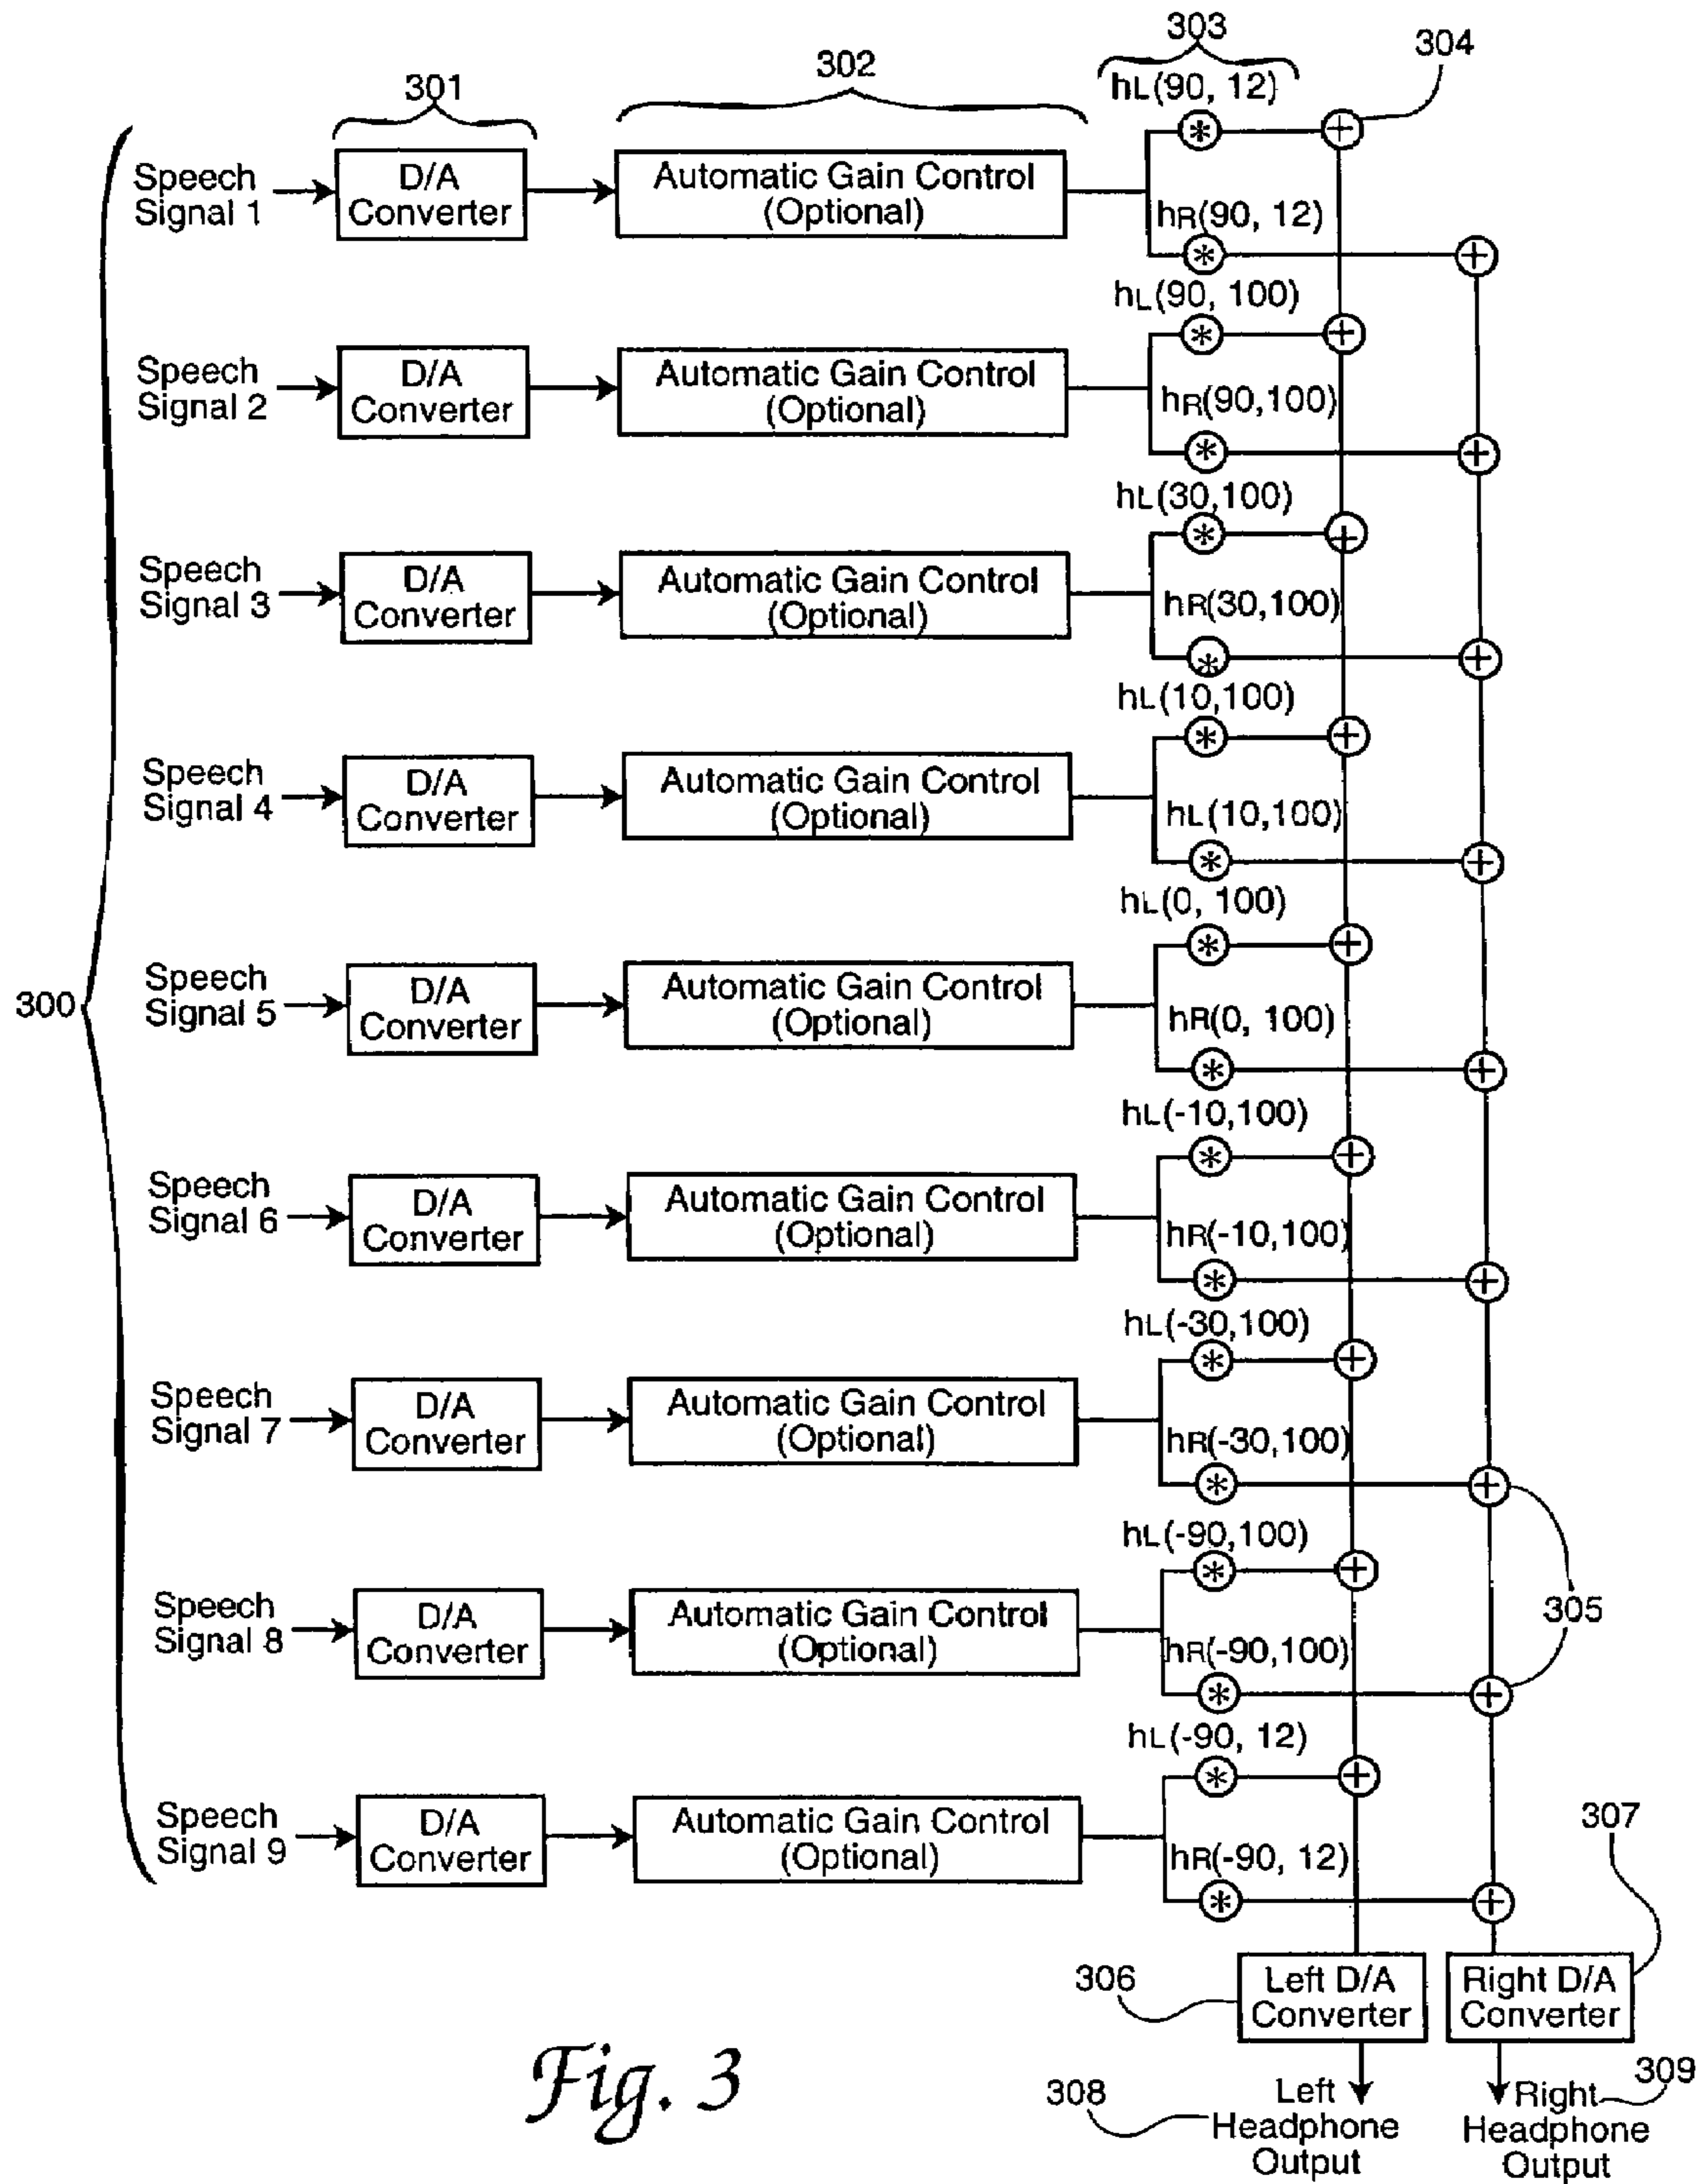 303
304
302
301
hL(90, 12)
Speech
Signal 1
D/A
Converter
Automatic Gain Control
(Optional)
hR(90, 12)
hL(90, 100)
Speech
Signal 2
D/A
Converter
Automatic Gain Control
(Optional)
hR(90,100)
hL(30,100)
Speech
Signal 3
D/A
Converter
Automatic Gain Control
(Optional)
hR(30,100)
hL(10,100)
Speech
Signal 4
D/A
Converter
Automatic Gain Control
(Optional)
hL(10,100)
hL(0, 100)
300
Speech
Signal 5
D/A
Converter
Automatic Gain Control
(Optional)
hR(0, 100)
hL(-10,100)
Speech
Signal 6
D/A
Converter
Automatic Gain Control
(Optional)
hR(-10,100)
hL(-30,100)
Speech
Signal 7
D/A
Converter
Automatic Gain Control
(Optional)
hR(-30,100)
hL(-90,100)
305
Speech
Signal 8
D/A
Converter
Automatic Gain Control
(Optional)
hR(-90,100)
hL(-90, 12)
Speech
Signal 9
D/A
Converter
Automatic Gain Control
(Optional)
hR(-90, 12)
307
306
Left D/A
Converter
Right D/A
Converter
Fig. 3
308
Left
Headphone
Output
309
Right
Headphone
Output